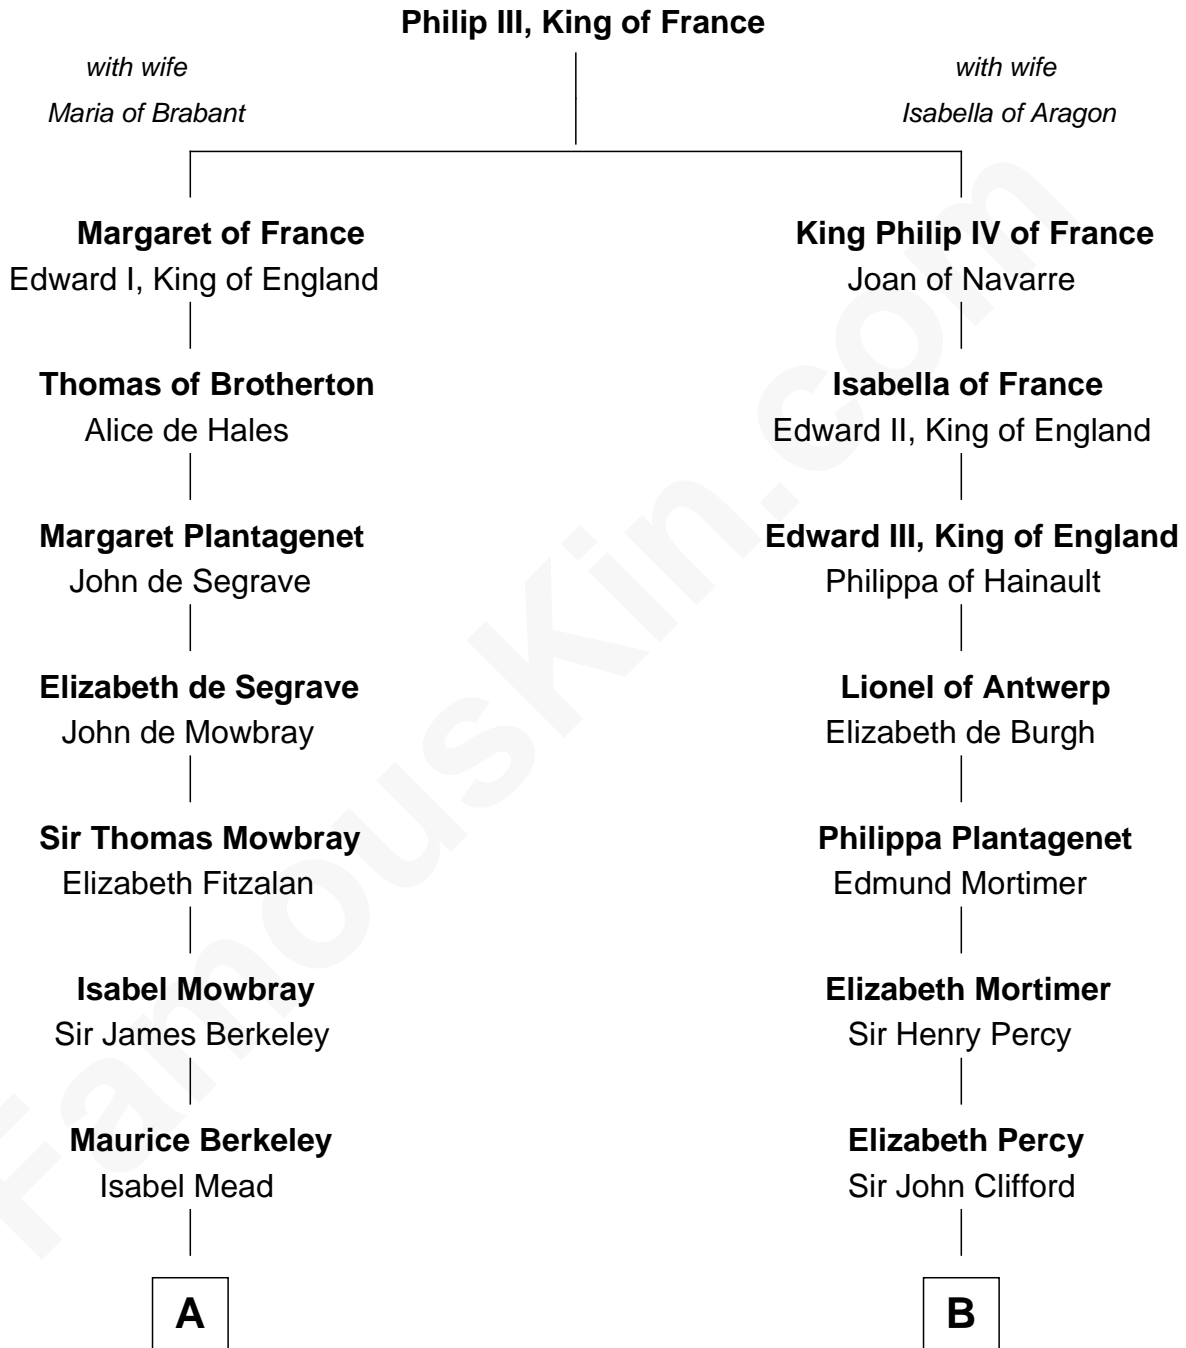 Philip III, King of France
with wife
Maria of Brabant
with wife
Isabella of Aragon
Margaret of France
Edward I, King of England
King Philip IV of France
Joan of Navarre
Thomas of Brotherton
Alice de Hales
Isabella of France
Edward II, King of England
Margaret Plantagenet
John de Segrave
Edward III, King of England
Philippa of Hainault
Elizabeth de Segrave
John de Mowbray
Lionel of Antwerp
Elizabeth de Burgh
Sir Thomas Mowbray
Elizabeth Fitzalan
Philippa Plantagenet
Edmund Mortimer
Isabel Mowbray
Sir James Berkeley
Elizabeth Mortimer
Sir Henry Percy
Maurice Berkeley
Isabel Mead
Elizabeth Percy
Sir John Clifford
A
B
FamousKin.com